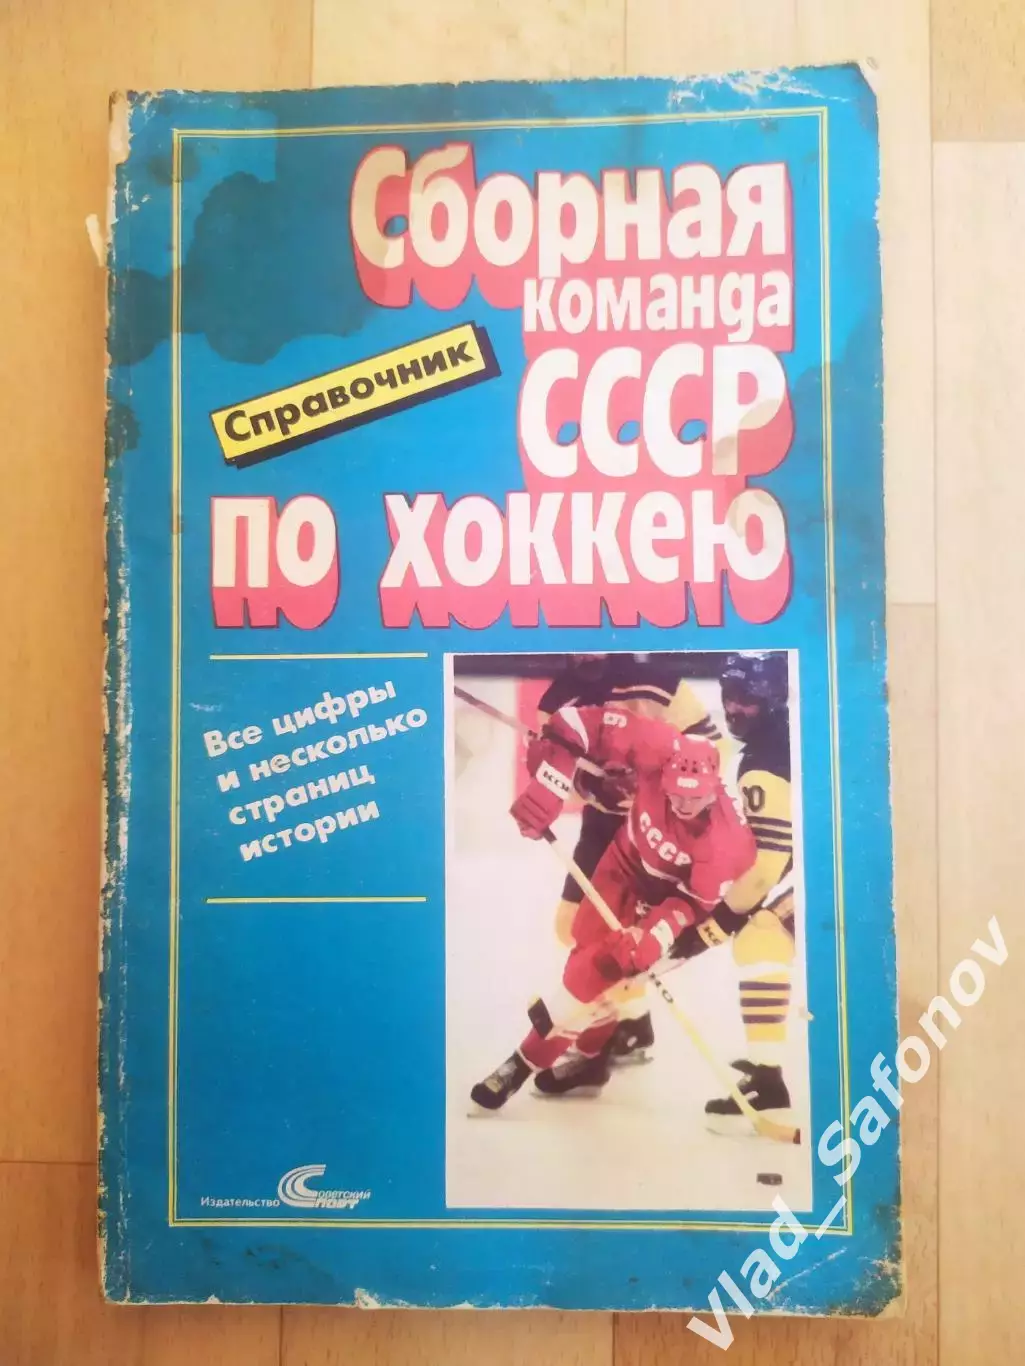 Сборная
команда
СССР
по хоккею
Справочник
Все цифры
и несколько
страниц
истории
СССР
Издательство Советский
спорт
Vlad_Safonov